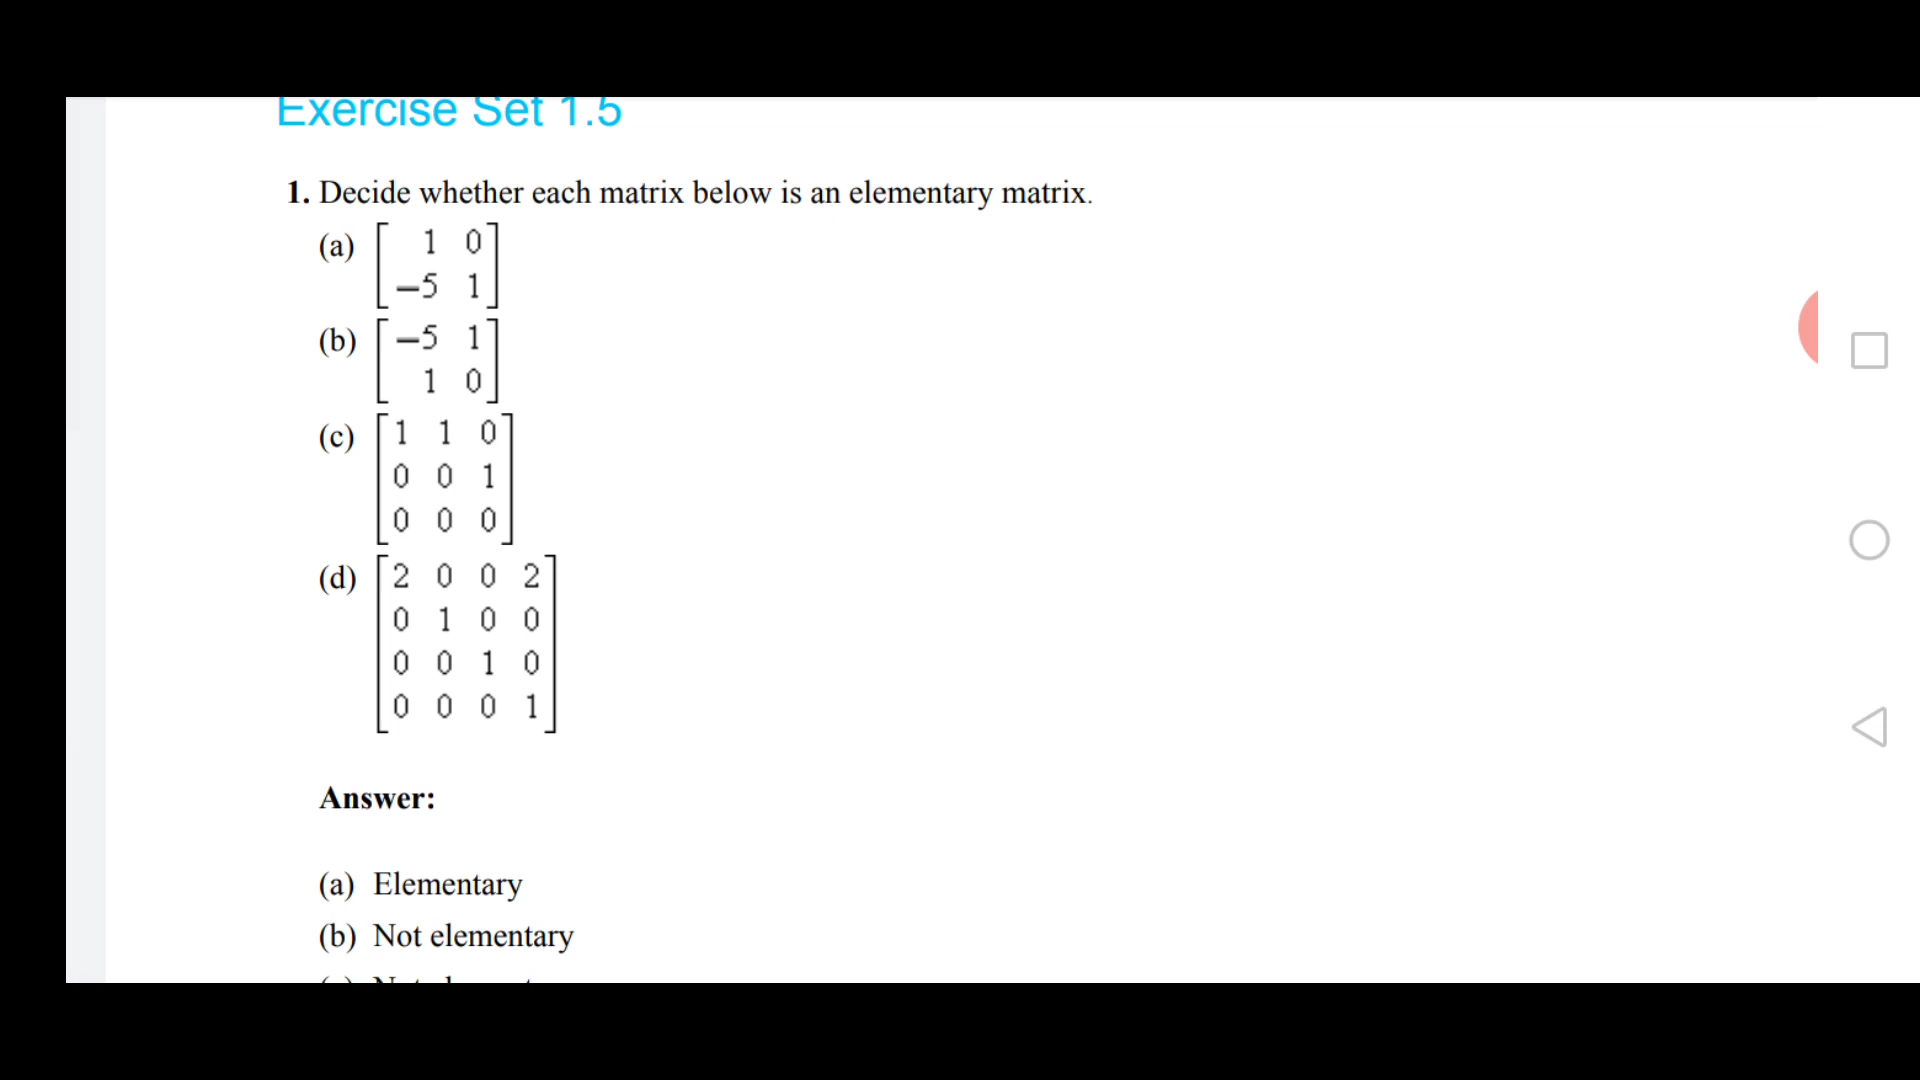 Exercise Set 1.5
1. Decide whether each matrix below is an elementary matrix.
(a) [ 1 0
−5 1 ]
(b) [ −5 1
1 0 ]
(c) [ 1 1 0
0 0 1
0 0 0 ]
(d) [ 2 0 0 2
0 1 0 0
0 0 1 0
0 0 0 1 ]
Answer:
(a) Elementary
(b) Not elementary